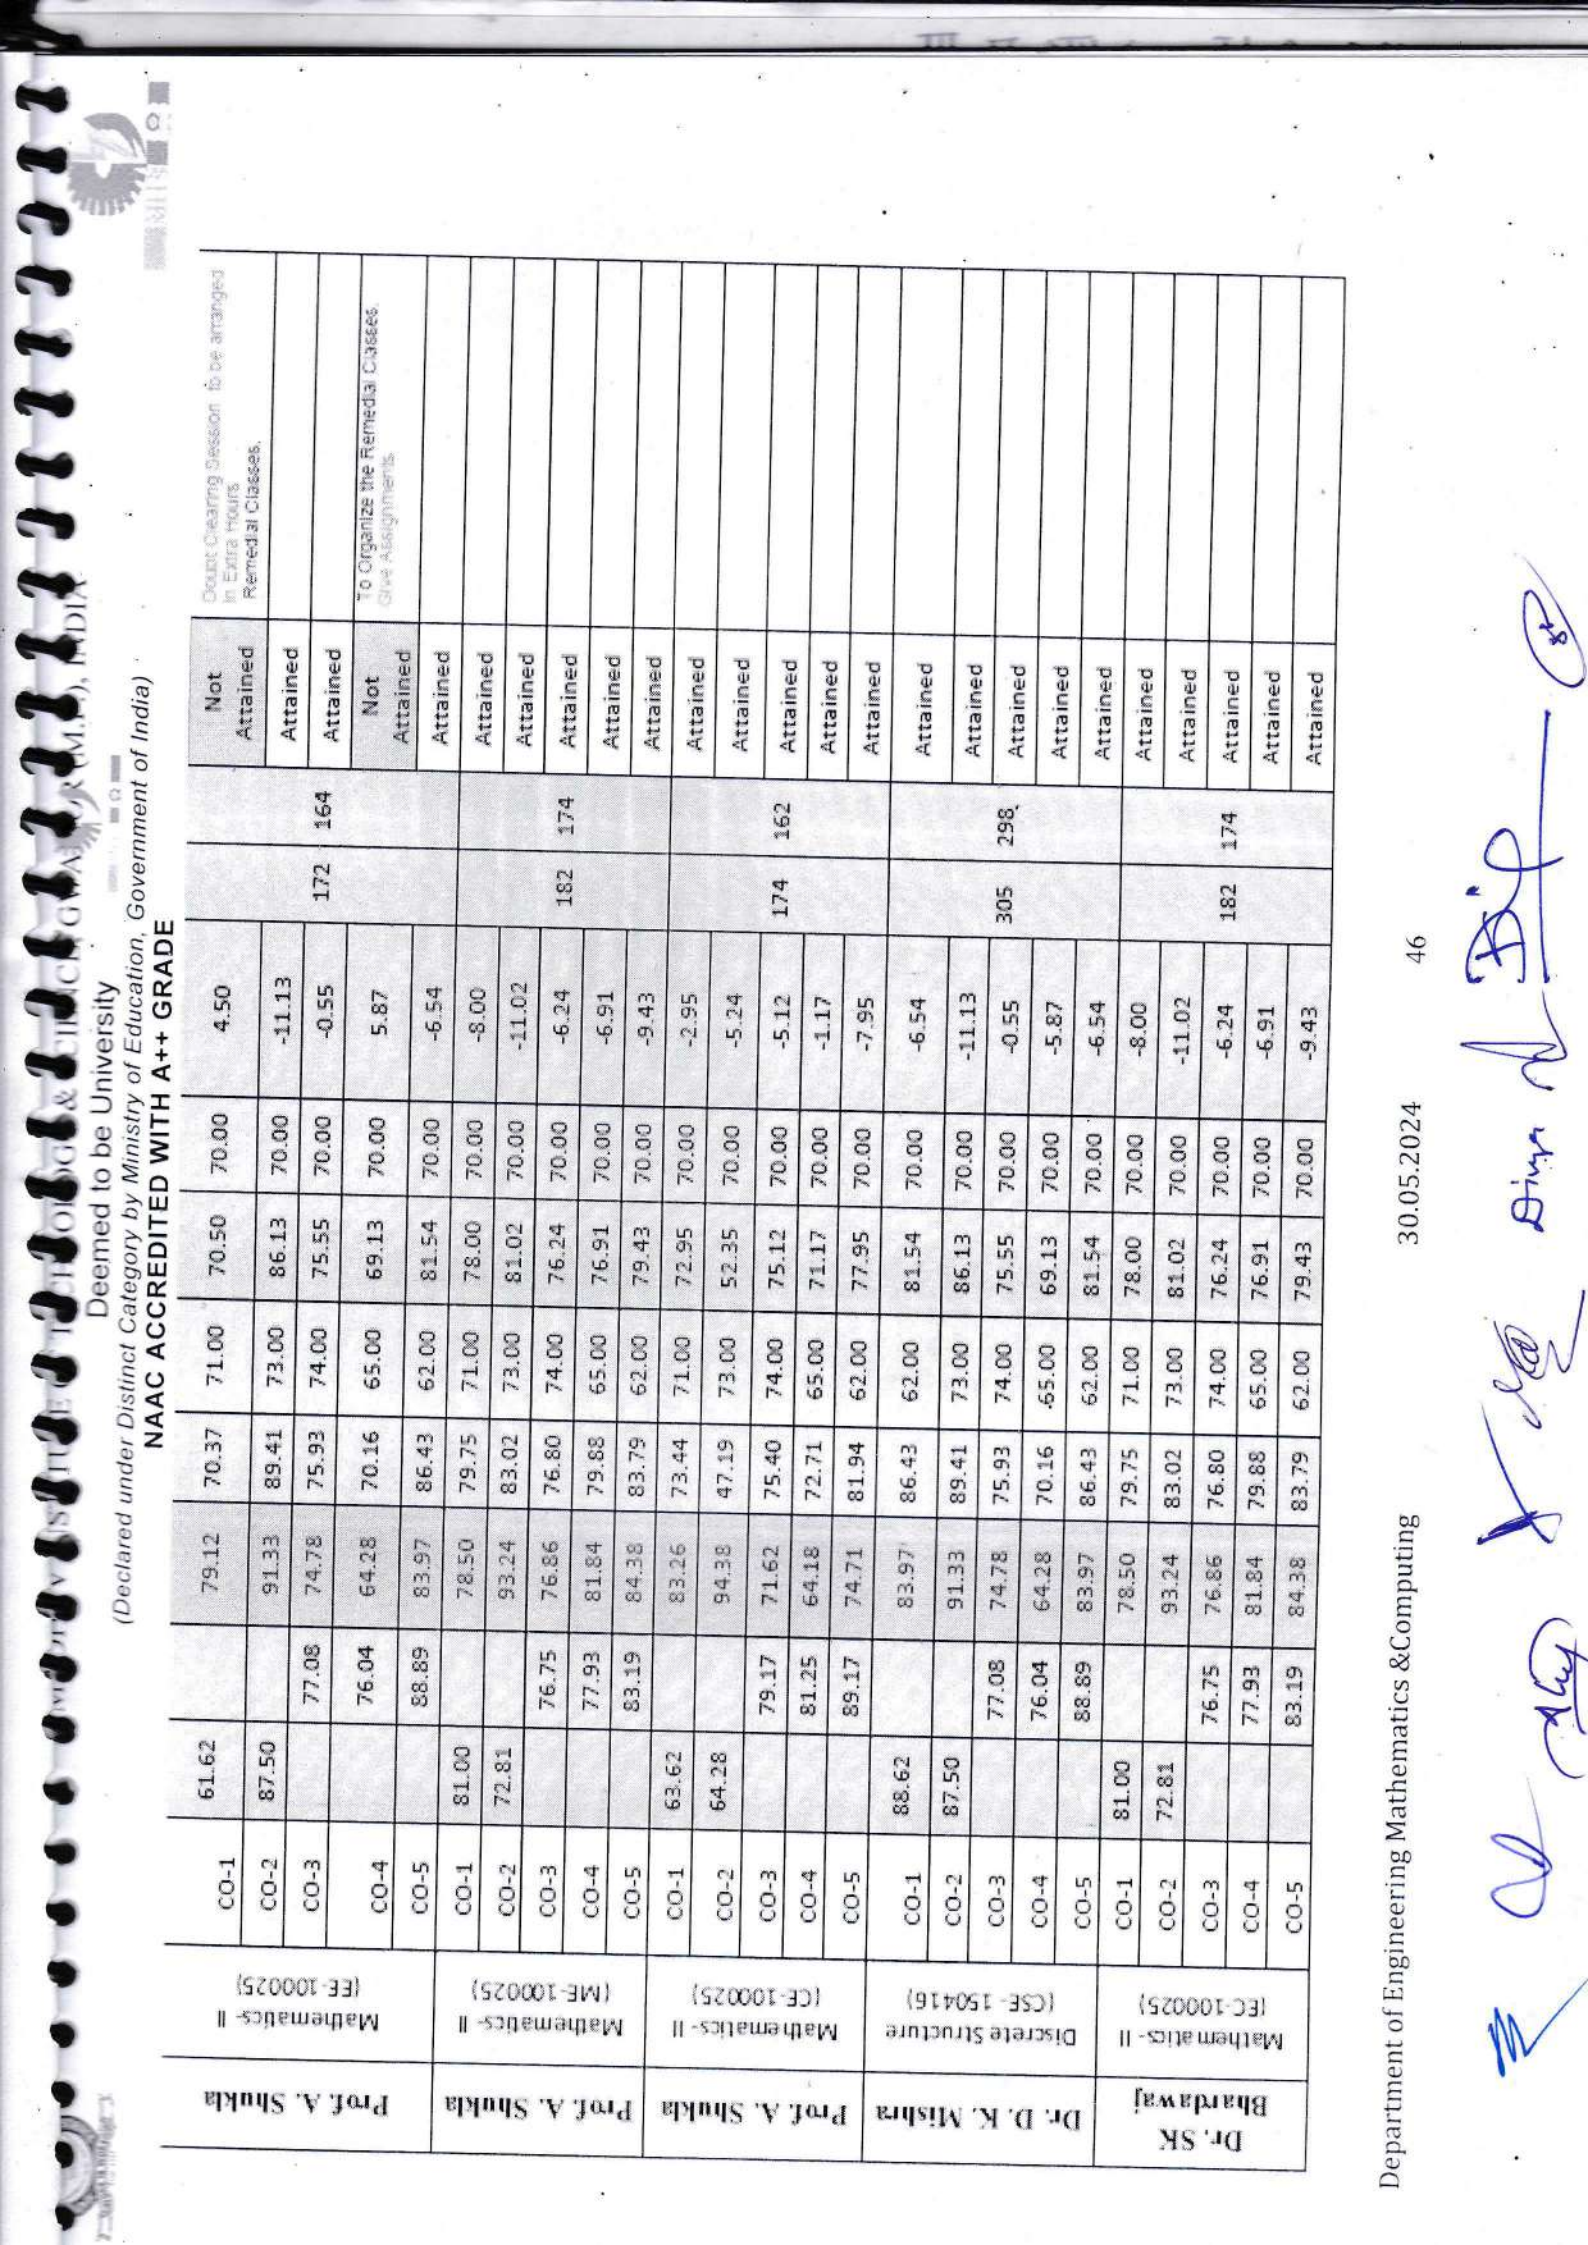 Deemed to be University
(Declared under Distinct Category by Ministry of Education, Government of India)
NAAC ACCREDITED WITH A++ GRADE
Prof. A. Shukla
Mathematics- II
(EE-100025)
CO-1 61.62 79.12 70.37 71.00 70.50 70.00 4.50 172 164 Not Attained Doubt Clearing Session to be arranged
in Extra Hours
Remedial Classes.
CO-2 87.50 91.33 89.41 73.00 86.13 70.00 -11.13 Attained
CO-3 77.08 74.78 75.93 74.00 75.55 70.00 -0.55 Attained
CO-4 76.04 64.28 70.16 65.00 69.13 70.00 5.87 Not Attained To Organize the Remedial Classes.
Give Assignments
CO-5 88.89 83.97 86.43 62.00 81.54 70.00 -6.54 Attained
Prof. A. Shukla
Mathematics- II
(ME-100025)
CO-1 81.00 78.50 79.75 71.00 78.00 70.00 -8.00 182 174 Attained
CO-2 72.81 93.24 83.02 73.00 81.02 70.00 -11.02 Attained
CO-3 76.75 76.86 76.80 74.00 76.24 70.00 -6.24 Attained
CO-4 77.93 81.84 79.88 65.00 76.91 70.00 -6.91 Attained
CO-5 83.19 84.38 83.79 62.00 79.43 70.00 -9.43 Attained
Prof. A. Shukla
Mathematics- II
(CE-100025)
CO-1 63.62 83.26 73.44 71.00 72.95 70.00 -2.95 174 162 Attained
CO-2 64.28 94.38 47.19 73.00 52.35 70.00 -5.24 Attained
CO-3 79.17 71.62 75.40 74.00 75.12 70.00 -5.12 Attained
CO-4 81.25 64.18 72.71 65.00 71.17 70.00 -1.17 Attained
CO-5 89.17 74.71 81.94 62.00 77.95 70.00 -7.95 Attained
Dr. D. K. Mishra
Discrete Structure
(CSE- 150416)
CO-1 88.62 83.97 86.43 62.00 81.54 70.00 -6.54 305 298 Attained
CO-2 87.50 91.33 89.41 73.00 86.13 70.00 -11.13 Attained
CO-3 77.08 74.78 75.93 74.00 75.55 70.00 -0.55 Attained
CO-4 76.04 64.28 70.16 65.00 69.13 70.00 -5.87 Attained
CO-5 88.89 83.97 86.43 62.00 81.54 70.00 -6.54 Attained
Dr. SK
Bhardawaj
Mathematics- II
(EC-100025)
CO-1 81.00 78.50 79.75 71.00 78.00 70.00 -8.00 182 174 Attained
CO-2 72.81 93.24 83.02 73.00 81.02 70.00 -11.02 Attained
CO-3 76.75 76.86 76.80 74.00 76.24 70.00 -6.24 Attained
CO-4 77.93 81.84 79.88 65.00 76.91 70.00 -6.91 Attained
CO-5 83.19 84.38 83.79 62.00 79.43 70.00 -9.43 Attained
Department of Engineering Mathematics &Computing 30.05.2024 46